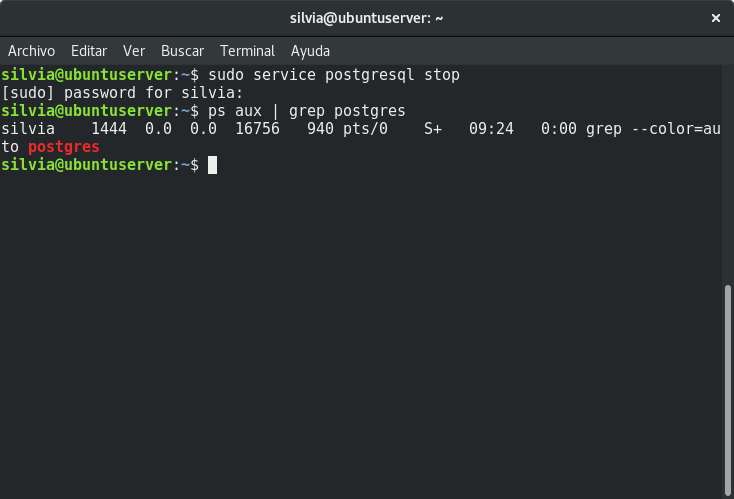 silvia@ubuntuserver: ~ ×
Archivo Editar Ver Buscar Terminal Ayuda
silvia@ubuntuserver:~$ sudo service postgresql stop
[sudo] password for silvia:
silvia@ubuntuserver:~$ ps aux | grep postgres
silvia    1444  0.0  0.0  16756   940 pts/0    S+   09:24   0:00 grep --color=au
to postgres
silvia@ubuntuserver:~$